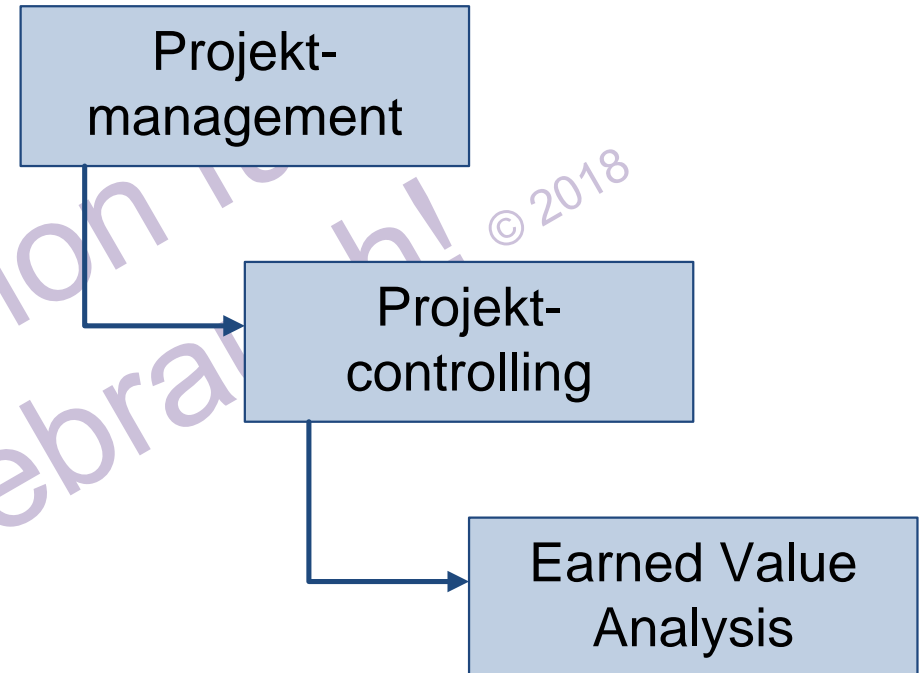 Projekt-
management
© 2018
Projekt-
controlling
Earned Value
Analysis